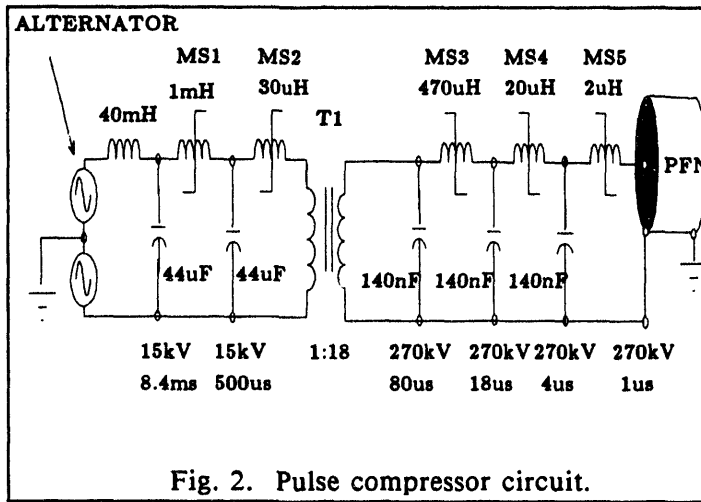 ALTERNATOR
MS1 MS2 MS3 MS4 MS5
1mH 30uH 470uH 20uH 2uH
40mH T1
PFN
44uF 44uF 140nF 140nF 140nF
15kV 15kV 1:18 270kV 270kV 270kV 270kV
8.4ms 500us 80us 18us 4us 1us
Fig. 2. Pulse compressor circuit.